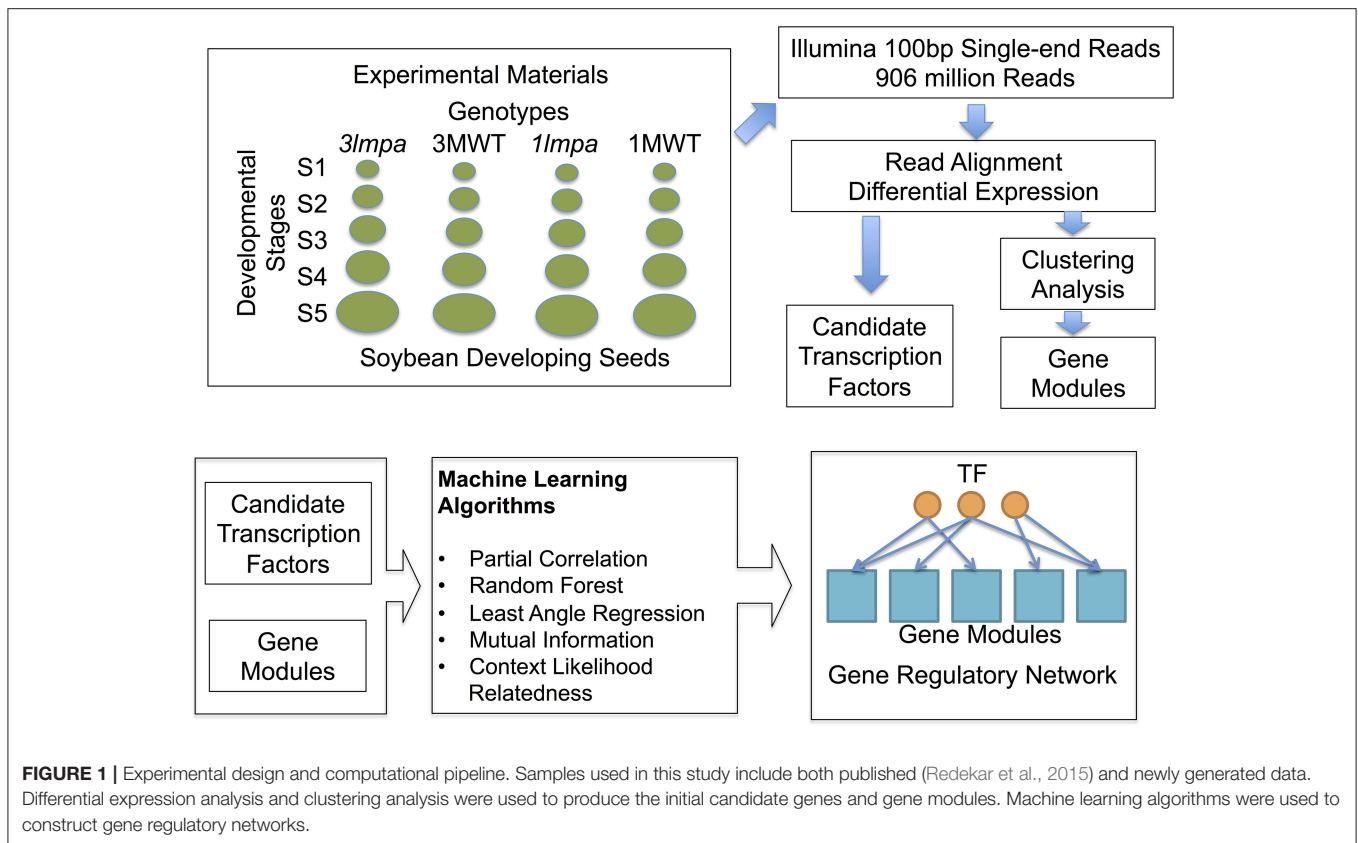 Experimental Materials
Genotypes
3lmpa 3MWT 1lmpa 1MWT
Developmental
Stages
S1
S2
S3
S4
S5
Soybean Developing Seeds
Illumina 100bp Single-end Reads
906 million Reads
Read Alignment
Differential Expression
Candidate
Transcription
Factors
Clustering
Analysis
Gene
Modules
Candidate
Transcription
Factors
Gene
Modules
Machine Learning
Algorithms
• Partial Correlation
• Random Forest
• Least Angle Regression
• Mutual Information
• Context Likelihood
Relatedness
TF
Gene Modules
Gene Regulatory Network
FIGURE 1 | Experimental design and computational pipeline. Samples used in this study include both published (Redekar et al., 2015) and newly generated data.
Differential expression analysis and clustering analysis were used to produce the initial candidate genes and gene modules. Machine learning algorithms were used to
construct gene regulatory networks.